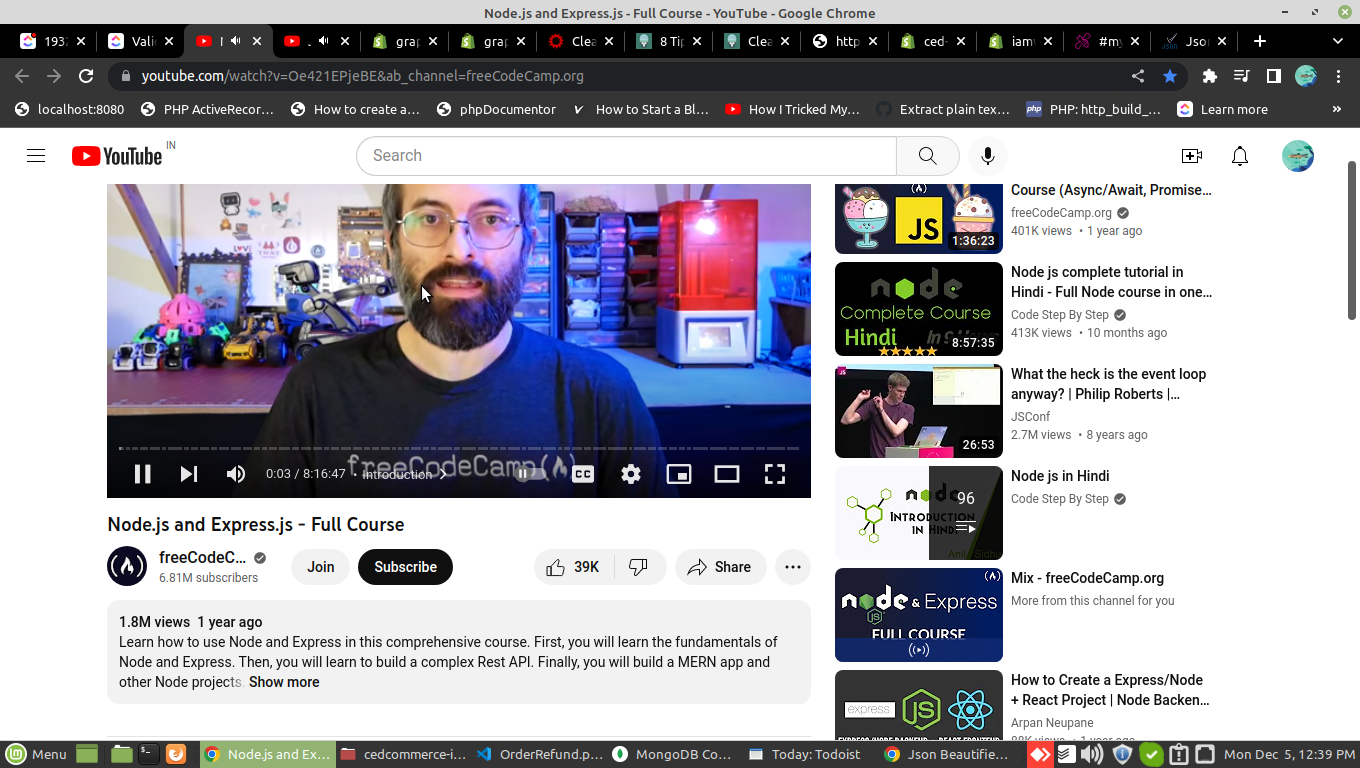 Node.js and Express.js - Full Course - YouTube - Google Chrome
193 Vali N J grap grap Clea 8 Tip Clea http ced- iam #my Jso
youtube.com/watch?v=Oe421EPjeBE&ab_channel=freeCodeCamp.org
localhost:8080 PHP ActiveRecor... How to create a... phpDocumentor How to Start a Bl... How I Tricked My... Extract plain tex... PHP: http_build_... Learn more »
YouTube IN
Search
freeCodeCamp
0:03 / 8:16:47 • Introduction
CC
Node.js and Express.js - Full Course
freeCodeC...
6.81M subscribers
Join
Subscribe
39K
Share
1.8M views 1 year ago
Learn how to use Node and Express in this comprehensive course. First, you will learn the fundamentals of
Node and Express. Then, you will learn to build a complex Rest API. Finally, you will build a MERN app and
other Node projects. Show more
JS
1:36:23
Course (Async/Await, Promise...
freeCodeCamp.org
401K views • 1 year ago
node
Complete Course
Hindi
8:57:35
Node js complete tutorial in
Hindi - Full Node course in one...
Code Step By Step
413K views • 10 months ago
JS
26:53
What the heck is the event loop
anyway? | Philip Roberts |...
JSConf
2.7M views • 8 years ago
INTRODUCTION
IN HINDI
96
Node js in Hindi
Code Step By Step
node & Express
FULL COURSE
Mix - freeCodeCamp.org
More from this channel for you
express
JS
How to Create a Express/Node
+ React Project | Node Backen...
Arpan Neupane
Menu Node.js and Ex... cedcommerce-i... OrderRefund.p... MongoDB Co... Today: Todoist Json Beautifie... Mon Dec 5, 12:39 PM